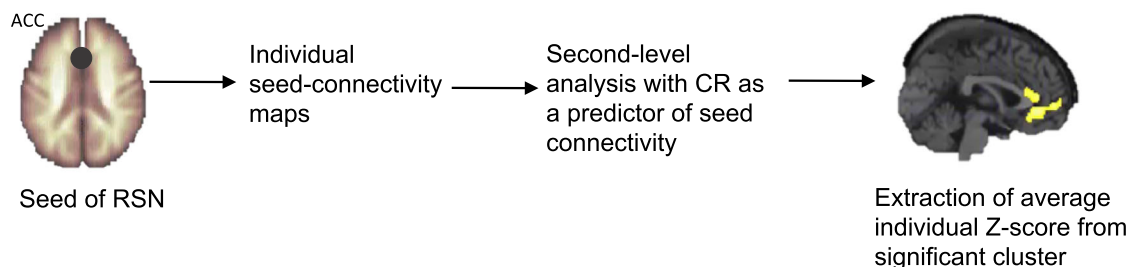 ACC
Seed of RSN
Individual
seed-connectivity
maps
Second-level
analysis with CR as
a predictor of seed
connectivity
Extraction of average
individual Z-score from
significant cluster